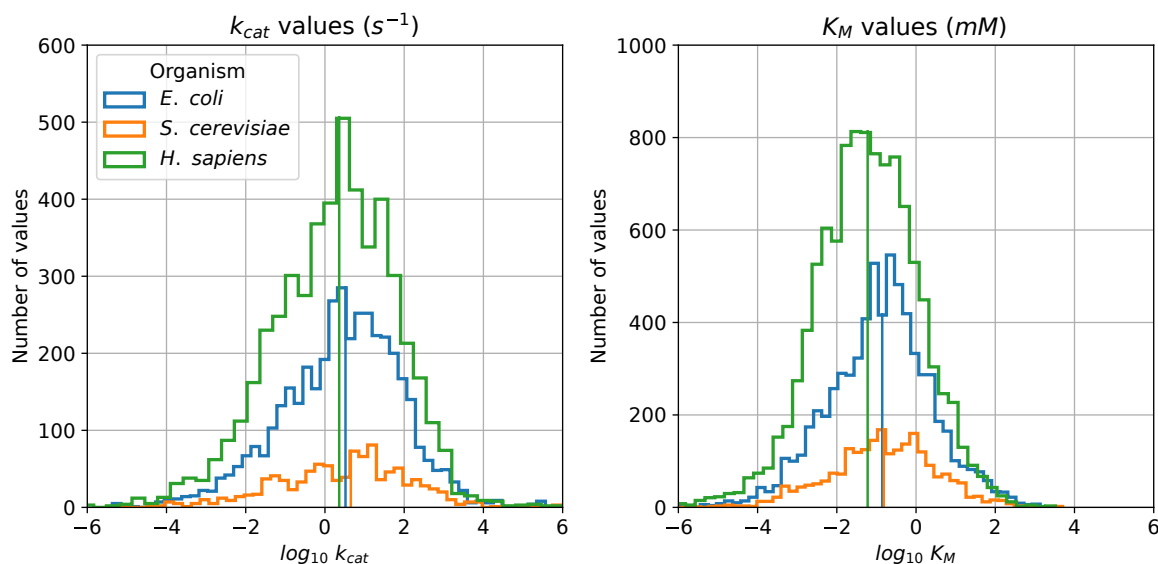 k_cat values (s⁻¹)
600
500
400
300
200
100
0
Number of values
Organism
E. coli
S. cerevisiae
H. sapiens
−6 −4 −2 0 2 4 6
log₁₀ k_cat
K_M values (mM)
1000
800
600
400
200
0
Number of values
−6 −4 −2 0 2 4 6
log₁₀ K_M